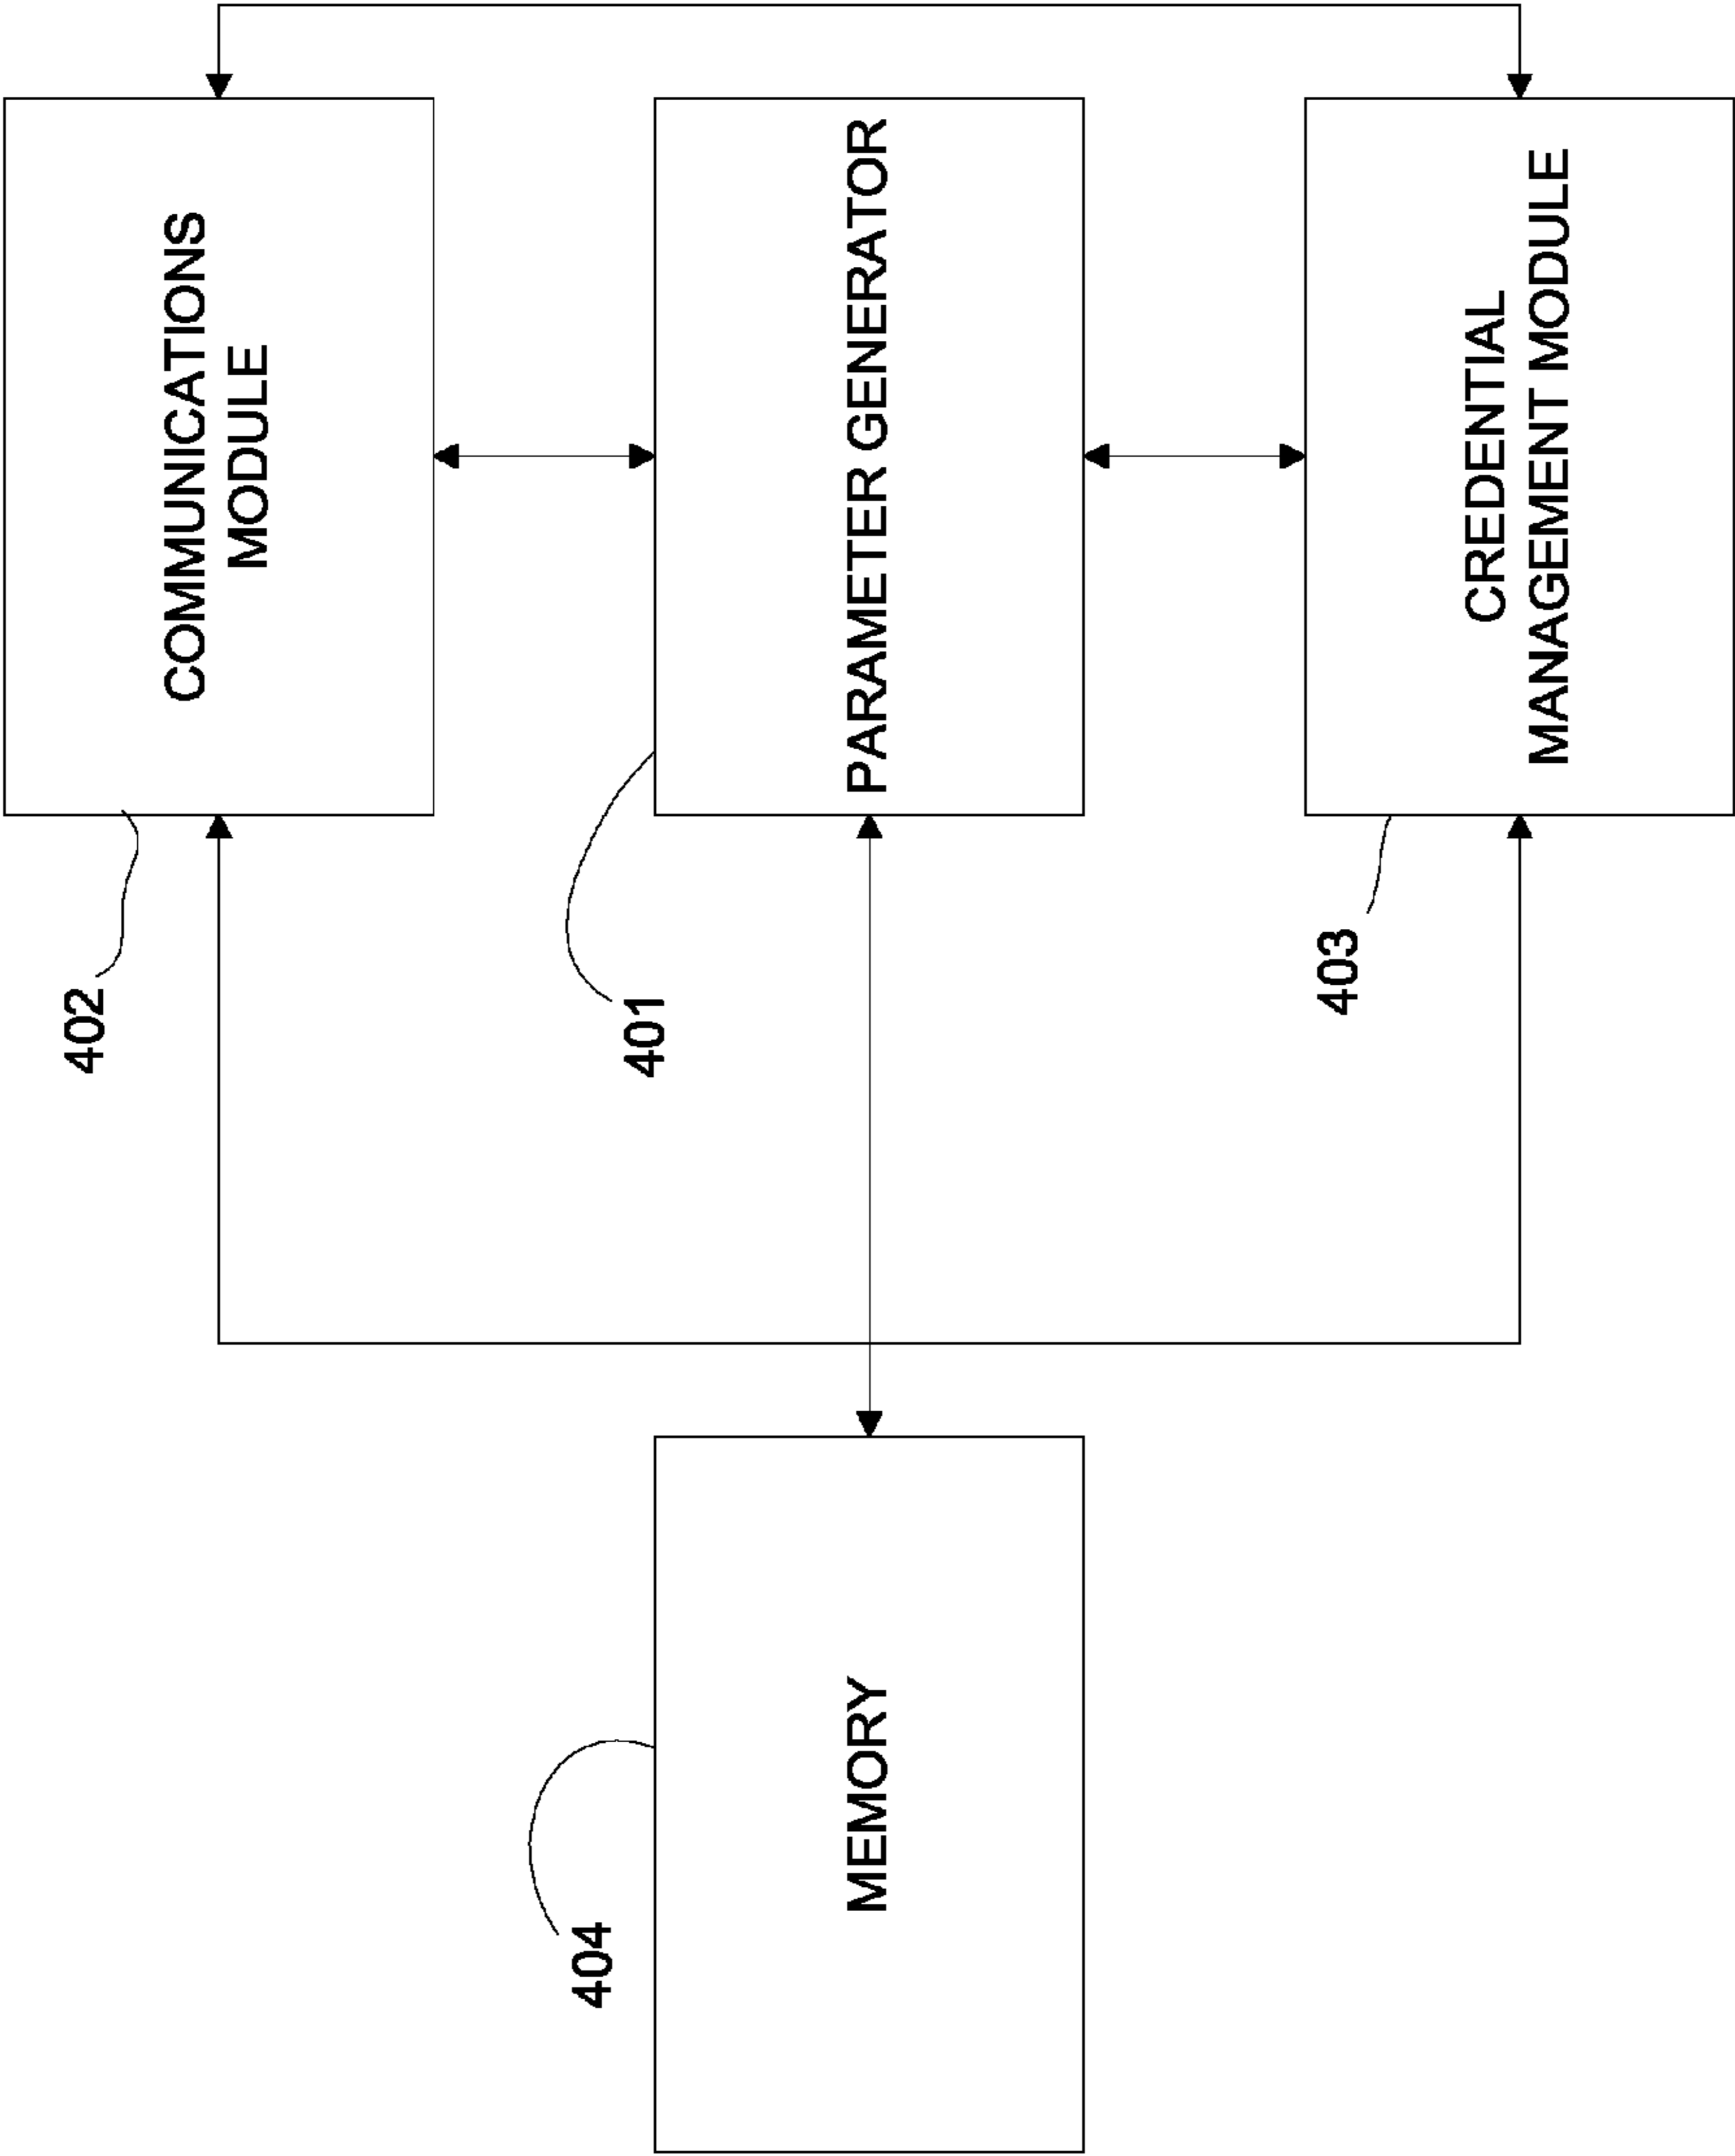 402
COMMUNICATIONS
MODULE
401
PARAMETER GENERATOR
403
CREDENTIAL
MANAGEMENT MODULE
404
MEMORY